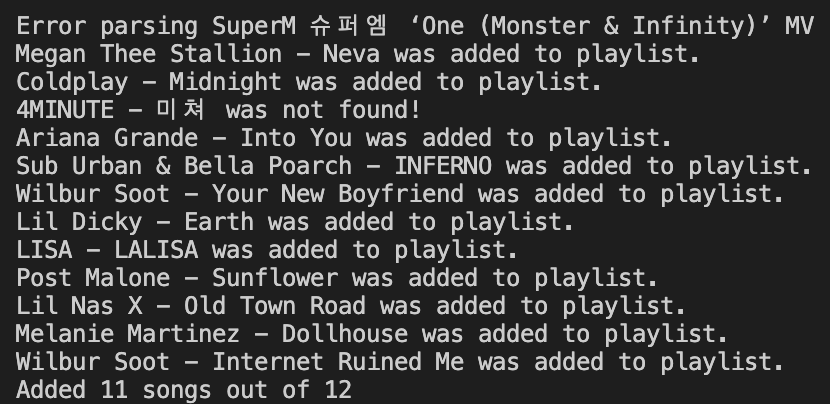 Error parsing SuperM 슈퍼엠 ‘One (Monster & Infinity)’ MV
Megan Thee Stallion – Neva was added to playlist.
Coldplay – Midnight was added to playlist.
4MINUTE – 미쳐 was not found!
Ariana Grande – Into You was added to playlist.
Sub Urban & Bella Poarch – INFERNO was added to playlist.
Wilbur Soot – Your New Boyfriend was added to playlist.
Lil Dicky – Earth was added to playlist.
LISA – LALISA was added to playlist.
Post Malone – Sunflower was added to playlist.
Lil Nas X – Old Town Road was added to playlist.
Melanie Martinez – Dollhouse was added to playlist.
Wilbur Soot – Internet Ruined Me was added to playlist.
Added 11 songs out of 12